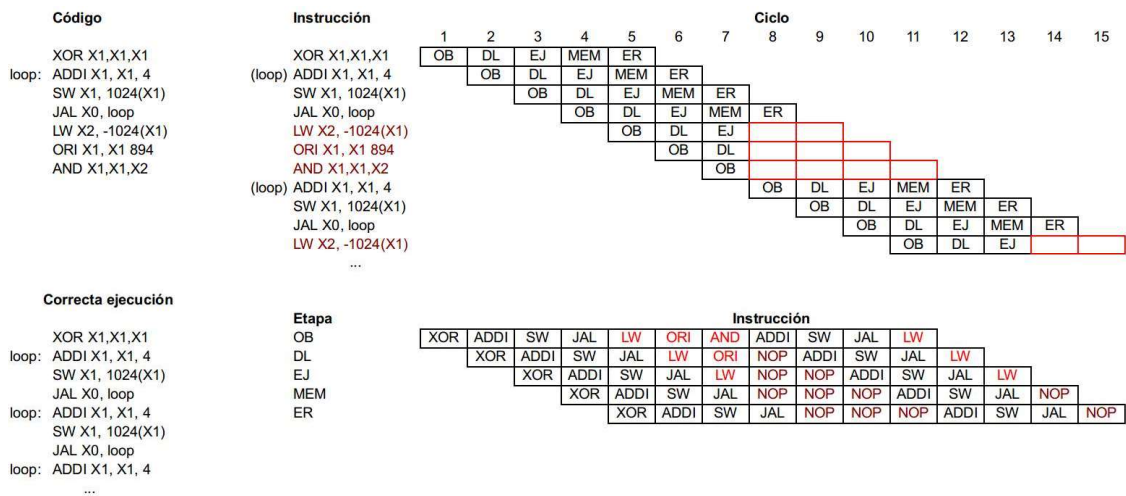 Código Instrucción Ciclo
1 2 3 4 5 6 7 8 9 10 11 12 13 14 15
XOR X1,X1,X1 XOR X1,X1,X1 OB DL EJ MEM ER
loop: ADDI X1, X1, 4 (loop) ADDI X1, X1, 4 OB DL EJ MEM ER
SW X1, 1024(X1) SW X1, 1024(X1) OB DL EJ MEM ER
JAL X0, loop JAL X0, loop OB DL EJ MEM ER
LW X2, -1024(X1) LW X2, -1024(X1) OB DL EJ
ORI X1, X1 894 ORI X1, X1 894 OB DL
AND X1,X1,X2 AND X1,X1,X2 OB
(loop) ADDI X1, X1, 4 OB DL EJ MEM ER
SW X1, 1024(X1) OB DL EJ MEM ER
JAL X0, loop OB DL EJ MEM ER
LW X2, -1024(X1) OB DL EJ
...
Correcta ejecución
Etapa Instrucción
XOR X1,X1,X1 OB XOR ADDI SW JAL LW ORI AND ADDI SW JAL LW
loop: ADDI X1, X1, 4 DL XOR ADDI SW JAL LW ORI NOP ADDI SW JAL LW
SW X1, 1024(X1) EJ XOR ADDI SW JAL LW NOP NOP ADDI SW JAL LW
JAL X0, loop MEM XOR ADDI SW JAL NOP NOP NOP ADDI SW JAL NOP
loop: ADDI X1, X1, 4 ER XOR ADDI SW JAL NOP NOP NOP ADDI SW JAL NOP
SW X1, 1024(X1)
JAL X0, loop
loop: ADDI X1, X1, 4
...